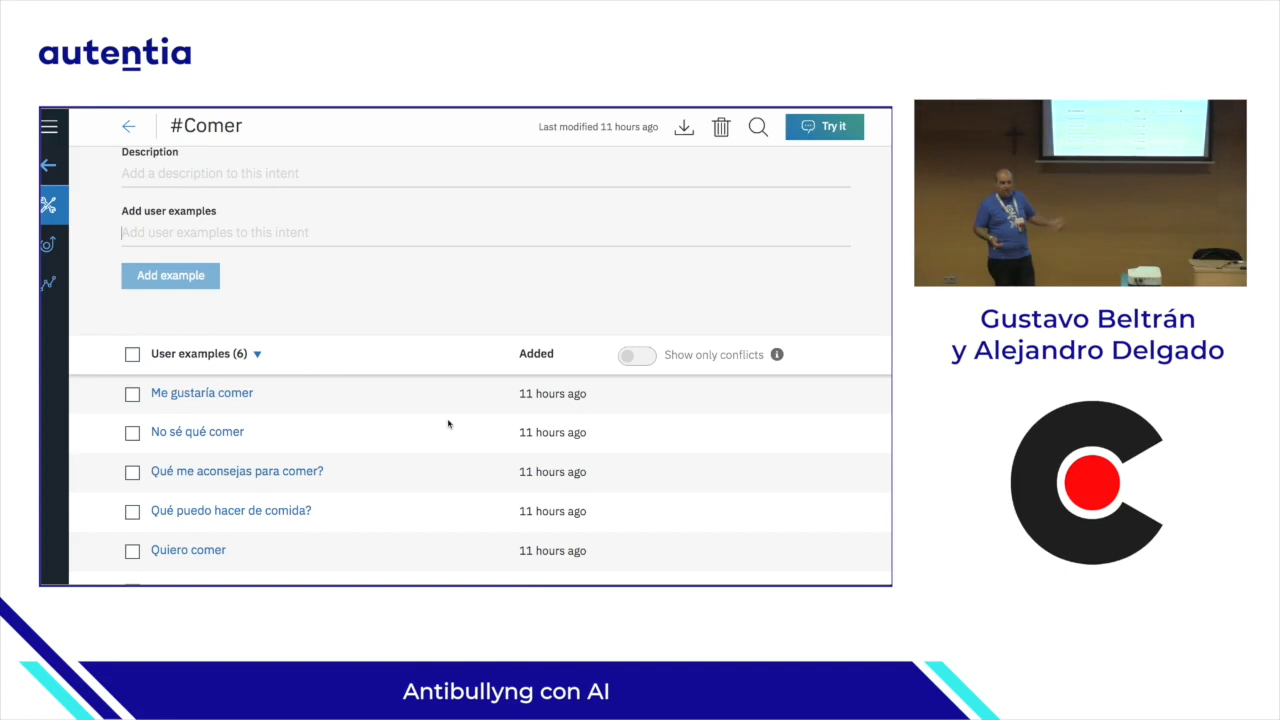 autentia
#Comer
Last modified 11 hours ago
Try it
Description
Add a description to this intent
Add user examples
Add user examples to this intent
Add example
User examples (6)
Added
Show only conflicts
Me gustaría comer
11 hours ago
No sé qué comer
11 hours ago
Qué me aconsejas para comer?
11 hours ago
Qué puedo hacer de comida?
11 hours ago
Quiero comer
11 hours ago
Gustavo Beltrán
y Alejandro Delgado
Antibullyng con AI